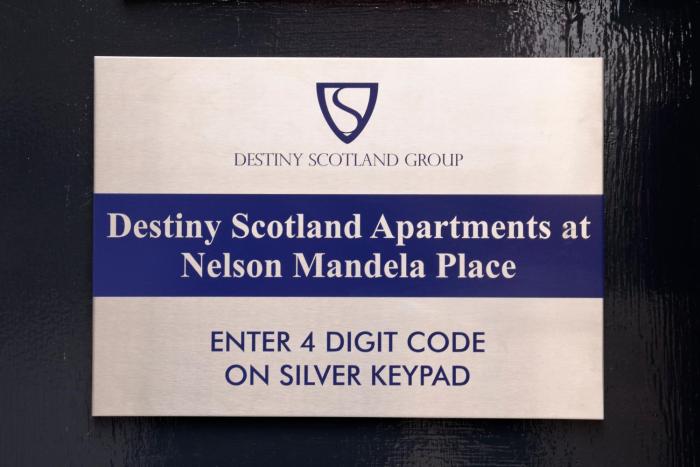 DESTINY SCOTLAND GROUP
Destiny Scotland Apartments at
Nelson Mandela Place
ENTER 4 DIGIT CODE
ON SILVER KEYPAD